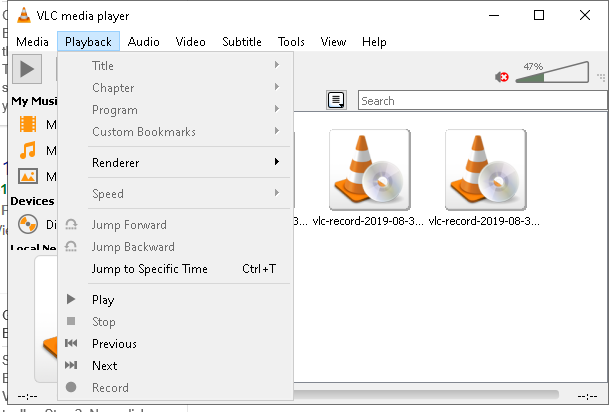 VLC media player
Media Playback Audio Video Subtitle Tools View Help
47%
Title
Chapter
Program
Custom Bookmarks
Renderer
Speed
Jump Forward
Jump Backward
Jump to Specific Time Ctrl+T
Play
Stop
Previous
Next
Record
My Mus
M
M
M
Devices
Di
Local Ne
Search
3...
vlc-record-2019-08-3...
vlc-record-2019-08-3...
--:--
--:--